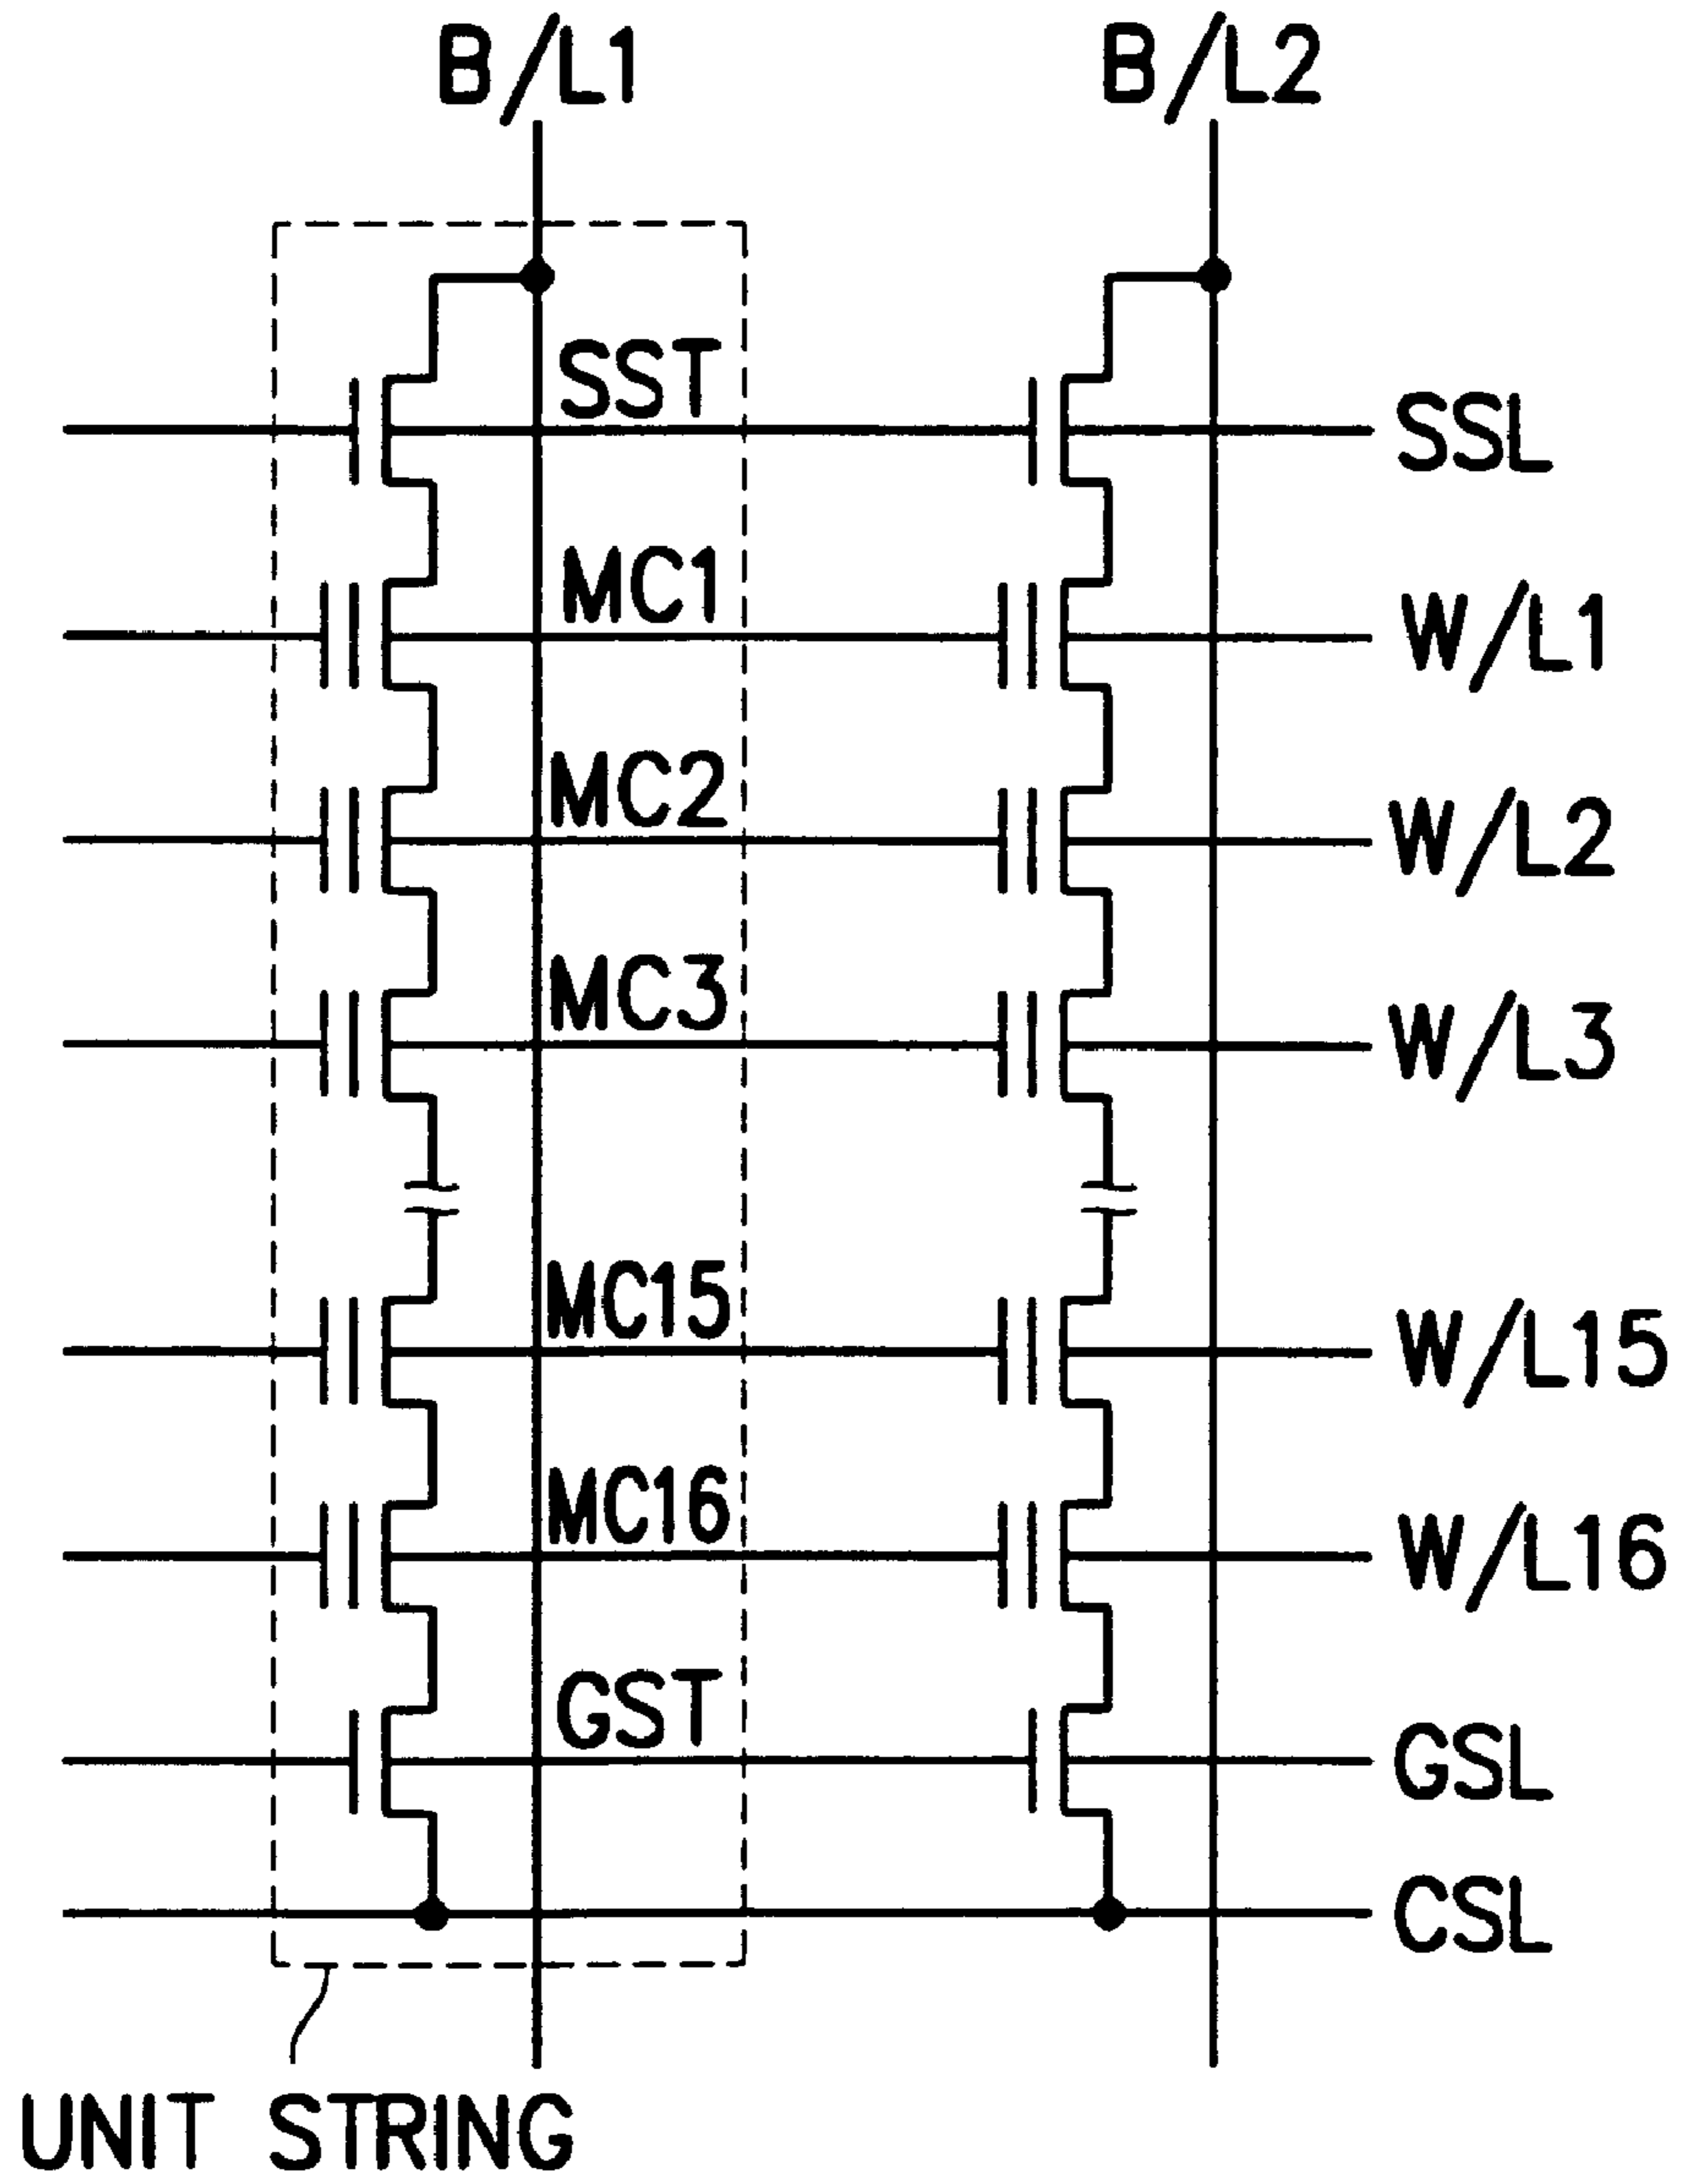 B/L1 B/L2
SST
SSL
MC1
W/L1
MC2
W/L2
MC3
W/L3
MC15
W/L15
MC16
W/L16
GST
GSL
CSL
UNIT STRING